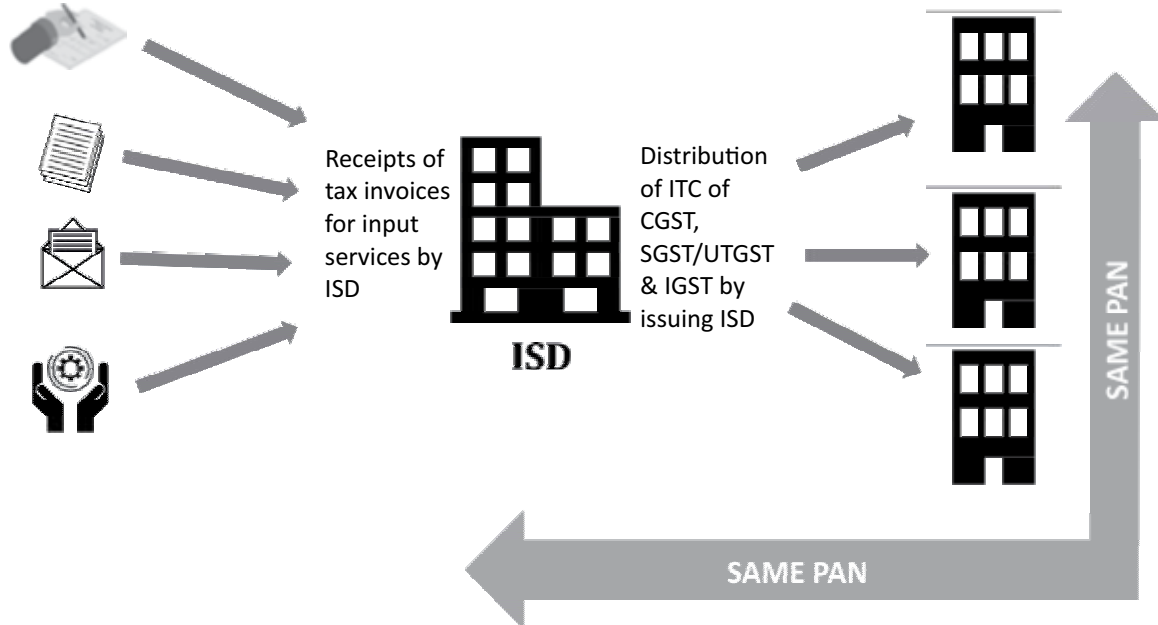 Receipts of
tax invoices
for input
services by
ISD
ISD
Distribution
of ITC of
CGST,
SGST/UTGST
& IGST by
issuing ISD
SAME PAN
SAME PAN